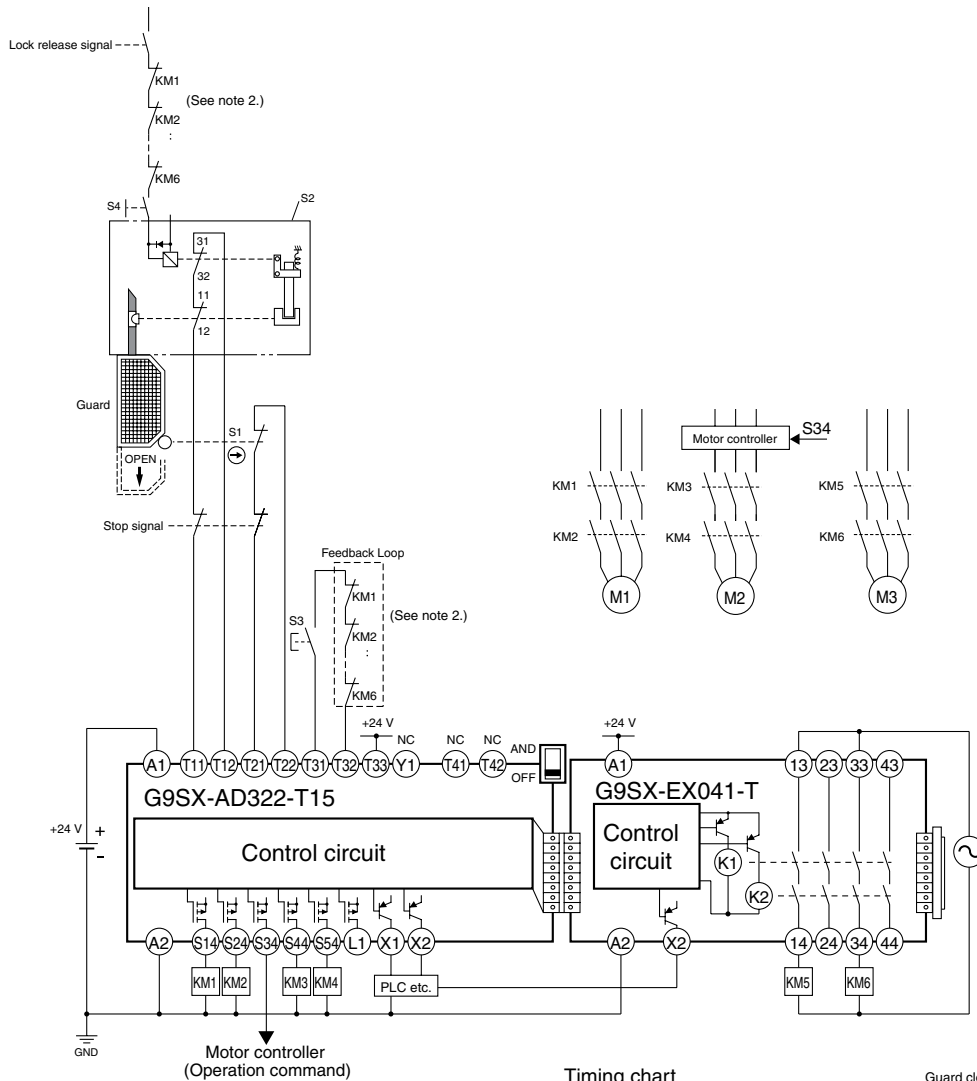 Lock release signal
KM1
(See note 2.)
KM2
:
KM6
S4
S2
31
32
11
12
Guard
OPEN
S1
Stop signal
Feedback Loop
KM1
(See note 2.)
S3
KM2
:
KM6
Motor controller
S34
KM1
KM3
KM5
KM2
KM4
KM6
M1
M2
M3
+24 V
NC
NC
NC
AND
OFF
+24 V
A1
T11
T12
T21
T22
T31
T32
T33
Y1
T41
T42
A1
13
23
33
43
G9SX-AD322-T15
G9SX-EX041-T
+24 V
+
-
Control circuit
Control
circuit
K1
K2
A2
S14
S24
S34
S44
S54
L1
X1
X2
A2
X2
14
24
34
44
KM1
KM2
KM3
KM4
PLC etc.
KM5
KM6
GND
Motor controller
(Operation command)
Timing chart